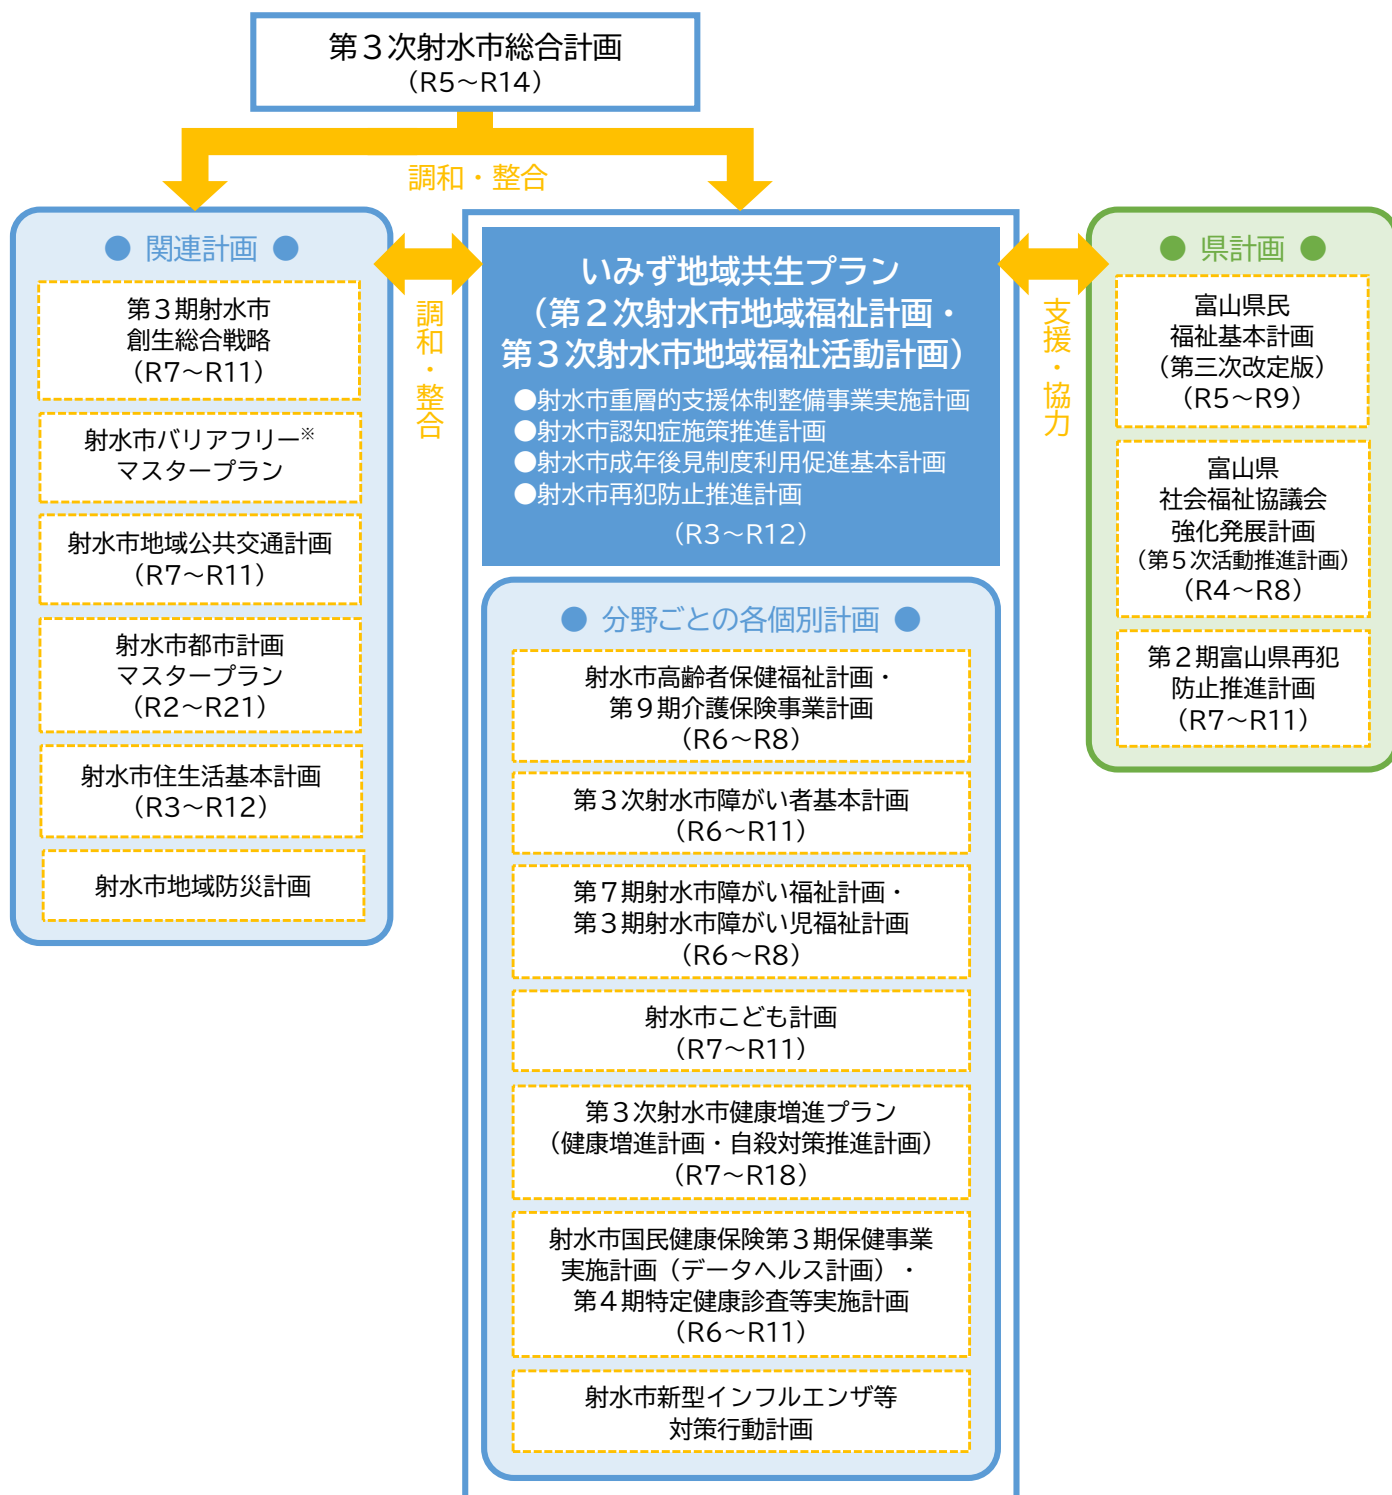 第３次射水市総合計画
（R5～R14）
調和・整合
● 関連計画 ●
第３期射水市
創生総合戦略
（R7～R11）
射水市バリアフリー※
マスタープラン
射水市地域公共交通計画
（R7～R11）
射水市都市計画
マスタープラン
（R2～R21）
射水市住生活基本計画
（R3～R12）
射水市地域防災計画
調和・整合
いみず地域共生プラン
（第２次射水市地域福祉計画・
第３次射水市地域福祉活動計画）
●射水市重層的支援体制整備事業実施計画
●射水市認知症施策推進計画
●射水市成年後見制度利用促進基本計画
●射水市再犯防止推進計画
（R3～R12）
● 分野ごとの各個別計画 ●
射水市高齢者保健福祉計画・
第９期介護保険事業計画
（R6～R8）
第３次射水市障がい者基本計画
（R6～R11）
第７期射水市障がい福祉計画・
第３期射水市障がい児福祉計画
（R6～R8）
射水市こども計画
（R7～R11）
第３次射水市健康増進プラン
（健康増進計画・自殺対策推進計画）
（R7～R18）
射水市国民健康保険第３期保健事業
実施計画（データヘルス計画）・
第４期特定健康診査等実施計画
（R6～R11）
射水市新型インフルエンザ等
対策行動計画
支援・協力
● 県計画 ●
富山県民
福祉基本計画
（第三次改定版）
（R5～R9）
富山県
社会福祉協議会
強化発展計画
（第５次活動推進計画）
（R4～R8）
第２期富山県再犯
防止推進計画
（R7～R11）